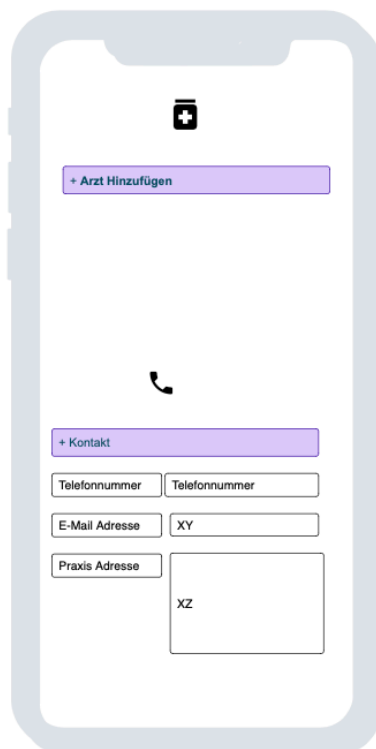 + Arzt Hinzufügen
+ Kontakt
Telefonnummer Telefonnummer
E-Mail Adresse XY
Praxis Adresse
XZ